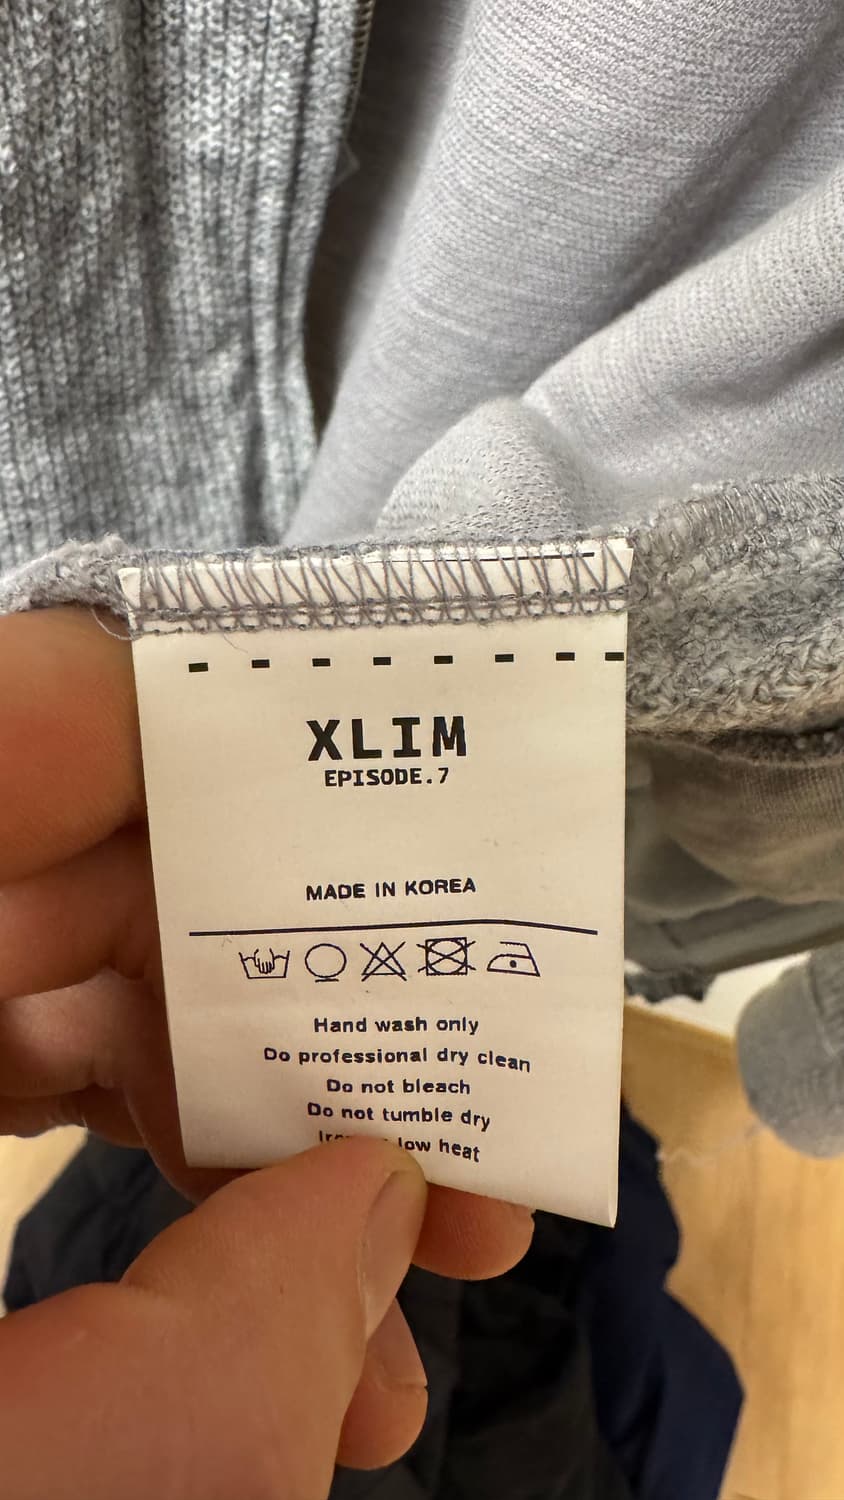 XLIM
EPISODE.7
MADE IN KOREA
Hand wash only
Do professional dry clean
Do not bleach
Do not tumble dry
low heat